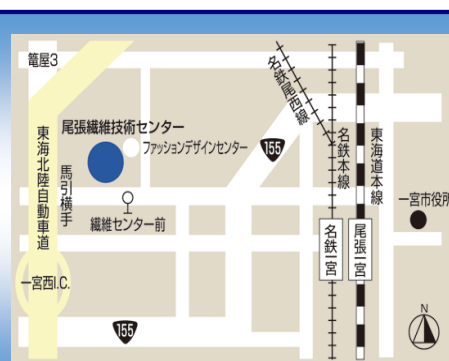 篭屋3
尾張繊維技術センター
ファッションデザインセンター
東海北陸自動車道
馬引横手
繊維センター前
一宮西I.C.
155
155
名鉄尾西線
名鉄本線
東海道本線
名鉄一宮
尾張一宮
一宮市役所
N